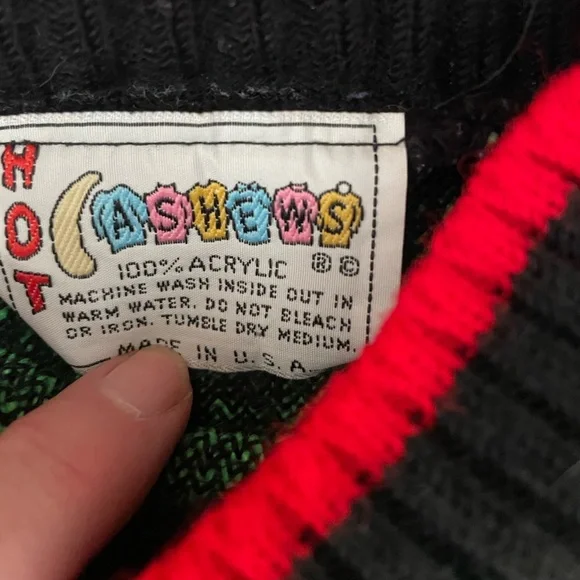 HOT
CASHEWS
100% ACRYLIC ® ©
MACHINE WASH INSIDE OUT IN
WARM WATER. DO NOT BLEACH
OR IRON. TUMBLE DRY MEDIUM.
MADE IN U.S.A.